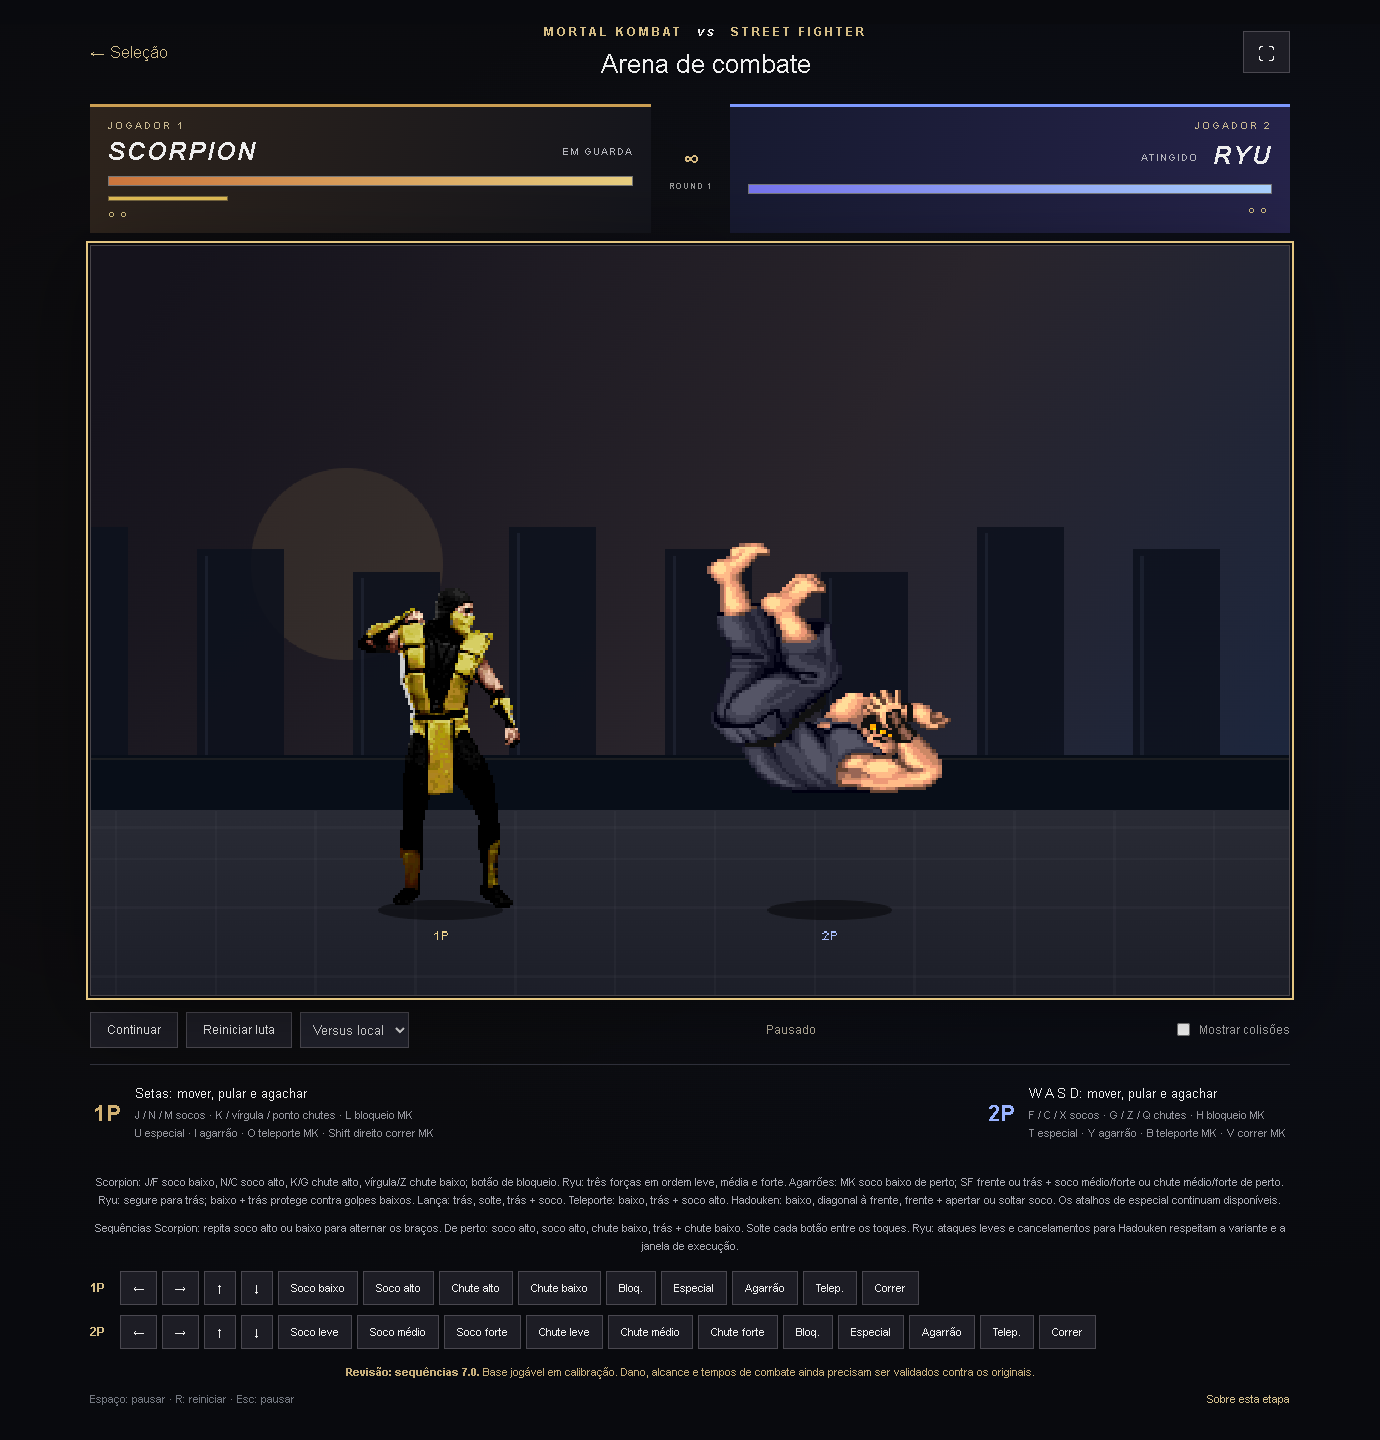 MORTAL KOMBAT VS STREET FIGHTER
← Seleção
Arena de combate
JOGADOR 1
SCORPION
EM GUARDA
∞
ROUND 1
JOGADOR 2
ATINGIDO RYU
1P
2P
Continuar
Reiniciar luta
Versus local
Pausado
Mostrar colisões
1P
Setas: mover, pular e agachar
J / N / M socos · K / vírgula / ponto chutes · L bloqueio MK
U especial · I agarrão · O teleporte MK · Shift direito correr MK
2P
W A S D: mover, pular e agachar
F / C / X socos · G / Z / Q chutes · H bloqueio MK
T especial · Y agarrão · B teleporte MK · V correr MK
Scorpion: J/F soco baixo, N/C soco alto, K/G chute alto, vírgula/Z chute baixo; botão de bloqueio. Ryu: três forças em ordem leve, média e forte. Agarrões: MK soco baixo de perto; SF frente ou trás + soco médio/forte ou chute médio/forte de perto.
Ryu: segure para trás; baixo + trás protege contra golpes baixos. Lança: trás, solte, trás + soco. Teleporte: baixo, trás + soco alto. Hadouken: baixo, diagonal à frente, frente + apertar ou soltar soco. Os atalhos de especial continuam disponíveis.
Sequências Scorpion: repita soco alto ou baixo para alternar os braços. De perto: soco alto, soco alto, chute baixo, trás + chute baixo. Solte cada botão entre os toques. Ryu: ataques leves e cancelamentos para Hadouken respeitam a variante e a
janela de execução.
1P ← → ↑ ↓ Soco baixo Soco alto Chute alto Chute baixo Bloq. Especial Agarrão Telep. Correr
2P ← → ↑ ↓ Soco leve Soco médio Soco forte Chute leve Chute médio Chute forte Bloq. Especial Agarrão Telep. Correr
Revisão: sequências 7.0. Base jogável em calibração. Dano, alcance e tempos de combate ainda precisam ser validados contra os originais.
Espaço: pausar · R: reiniciar · Esc: pausar
Sobre esta etapa